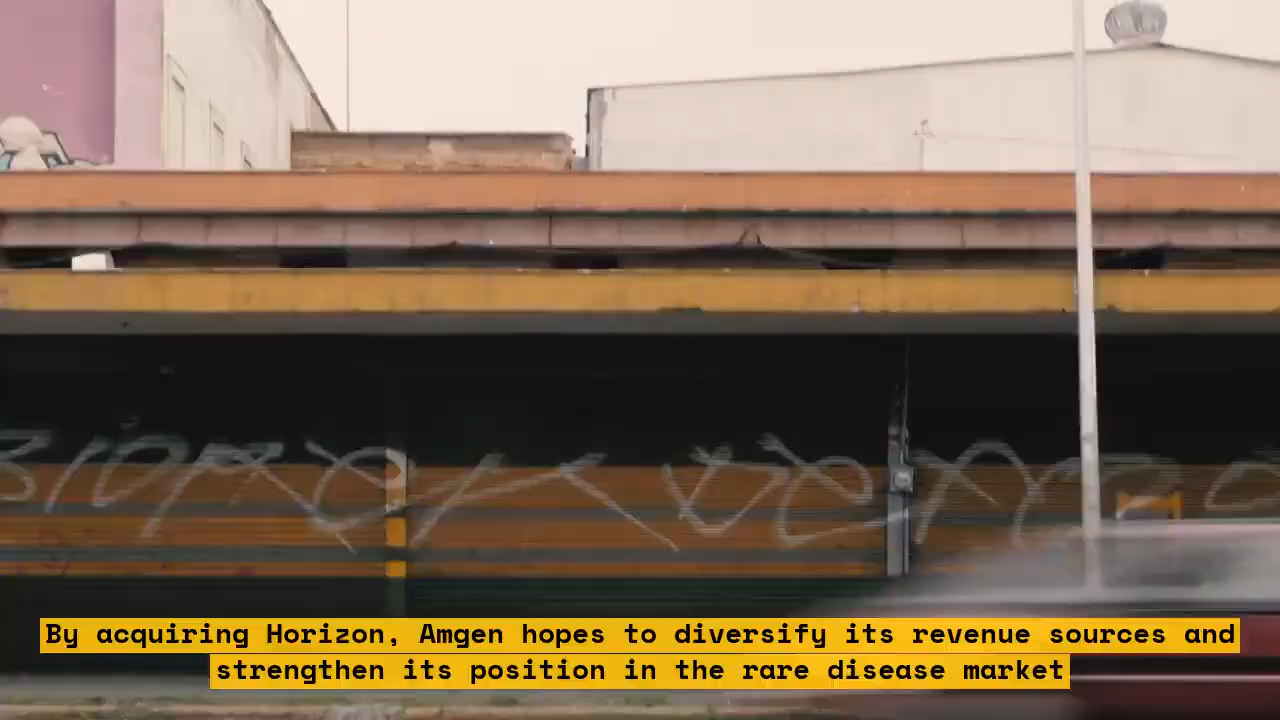 By acquiring Horizon, Amgen hopes to diversify its revenue sources and
strengthen its position in the rare disease market